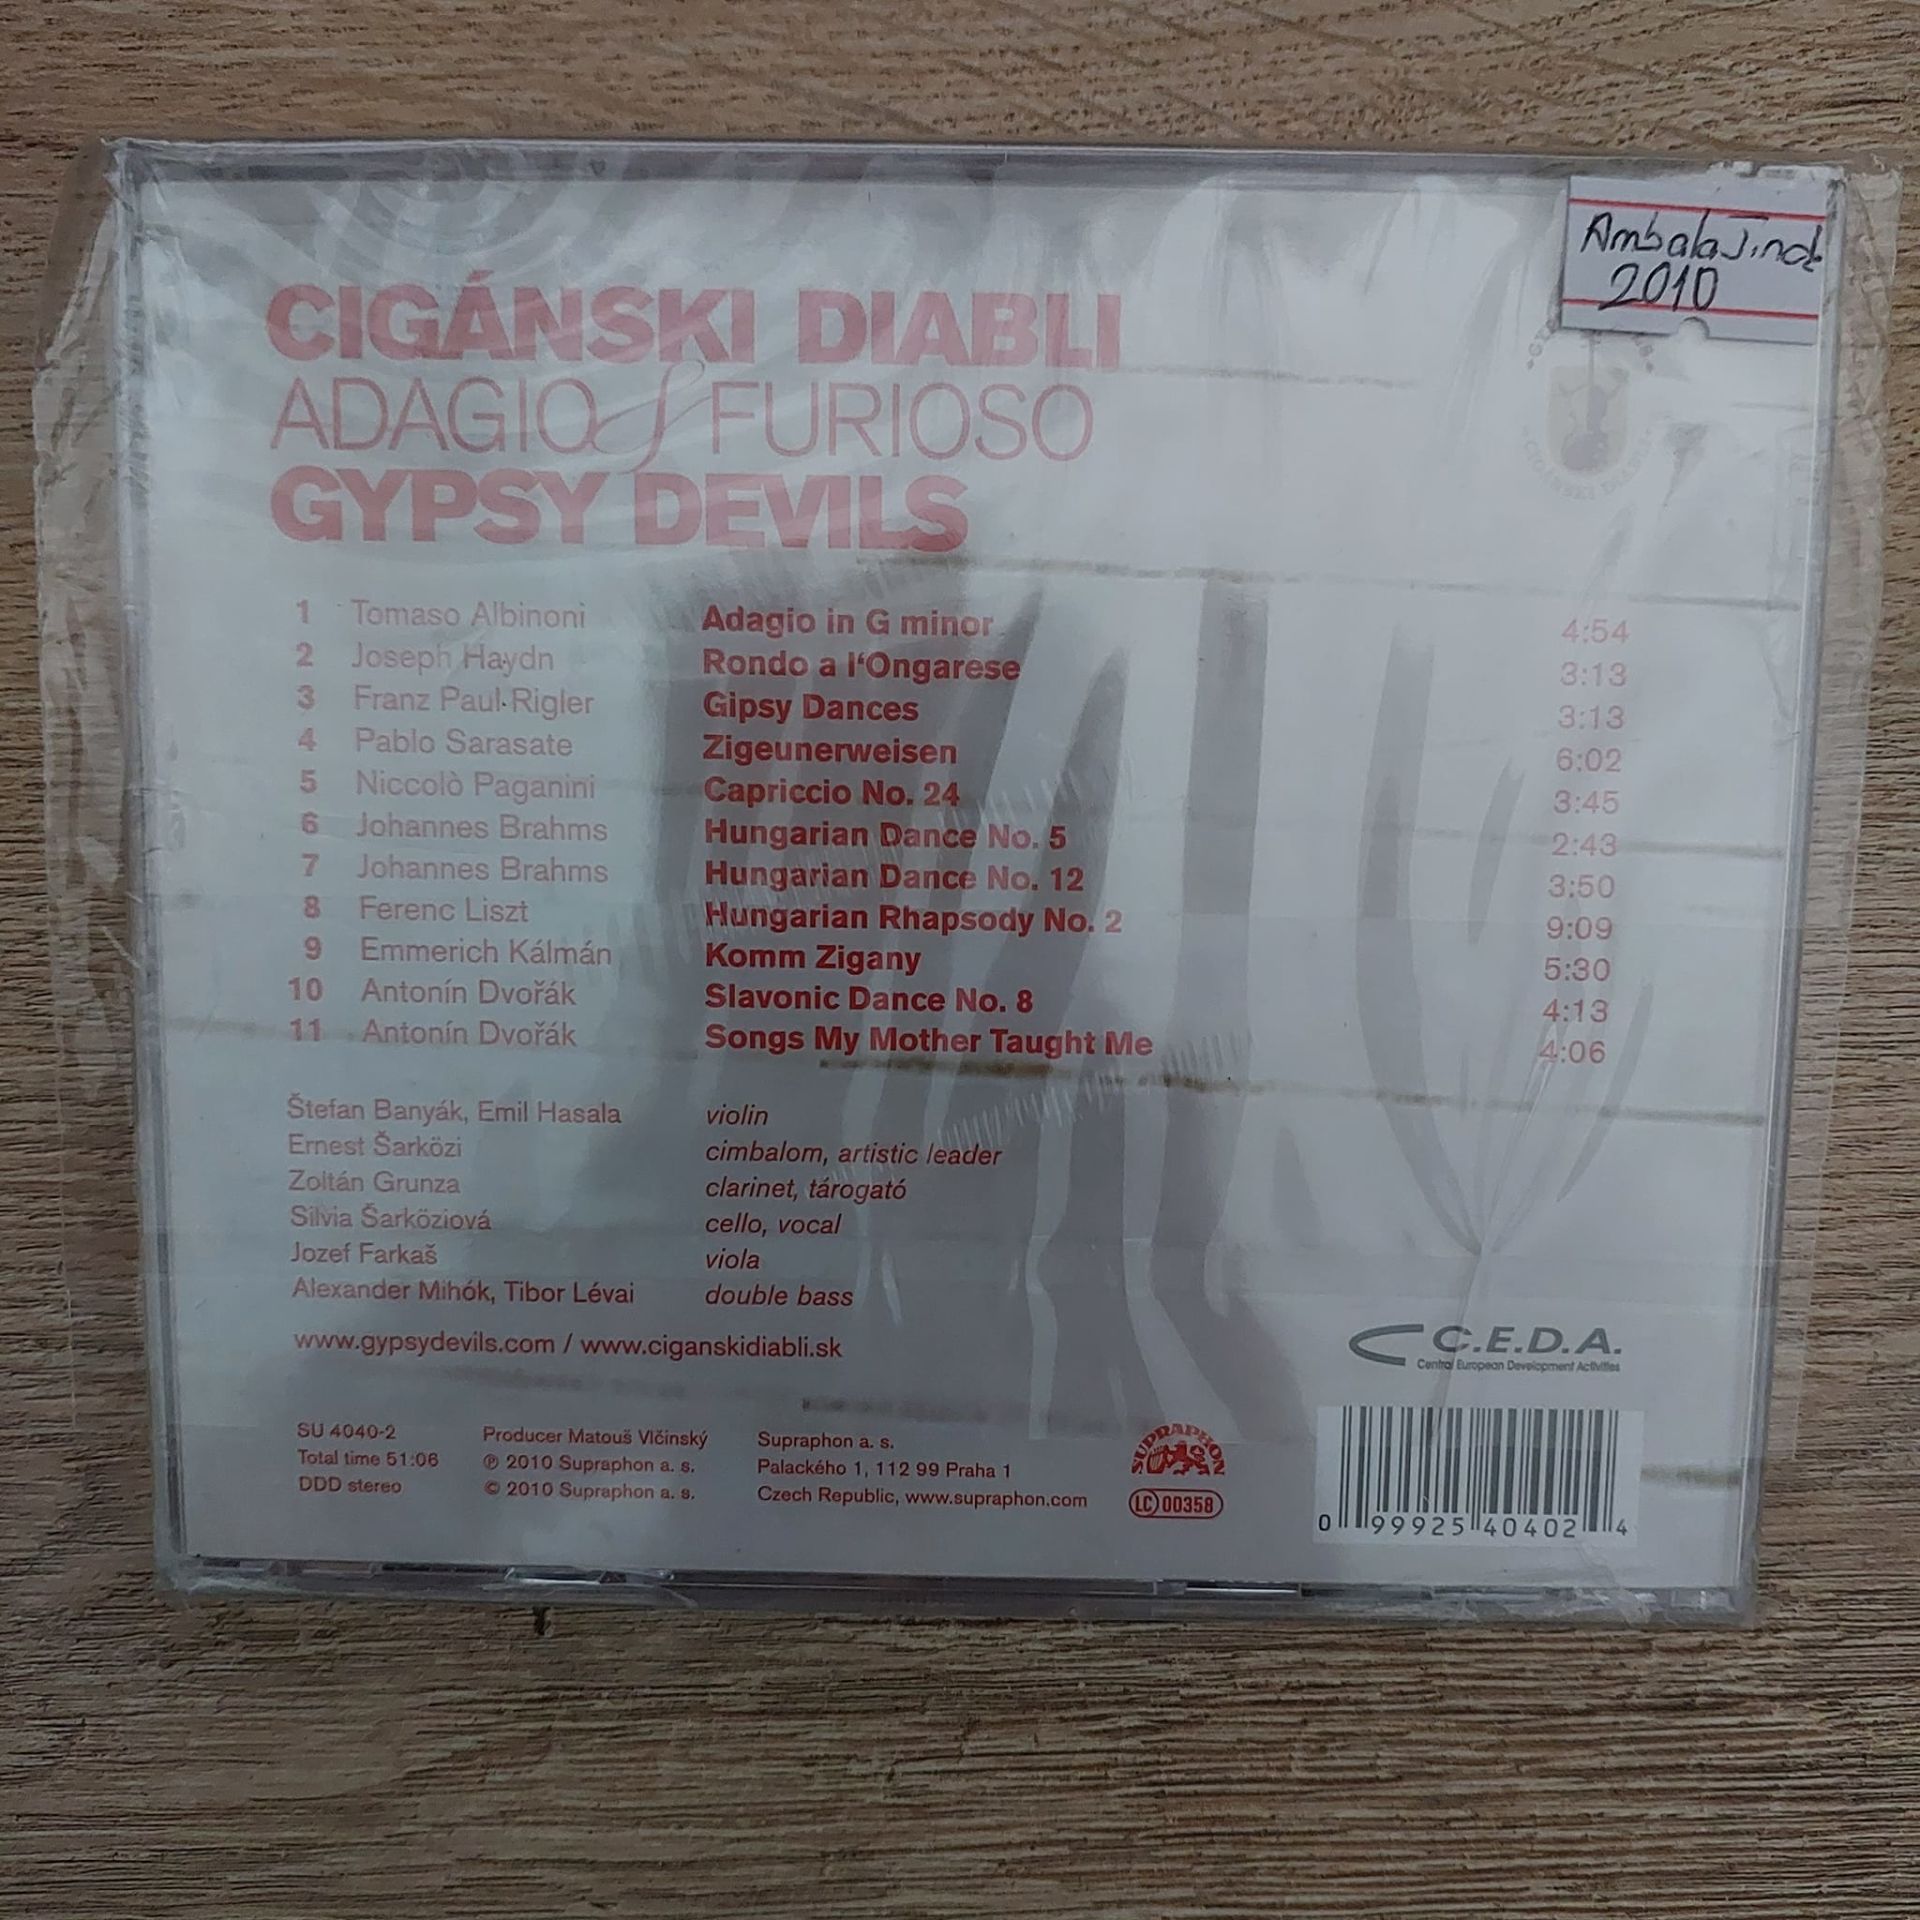 Ambalajında
2010
CIGÁNSKI DIABLI
ADAGIO & FURIOSO
GYPSY DEVILS
CIGÁNSKI DIABLI
1 Tomaso Albinoni Adagio in G minor 4:54
2 Joseph Haydn Rondo a l‘Ongarese 3:13
3 Franz Paul Rigler Gipsy Dances 3:13
4 Pablo Sarasate Zigeunerweisen 6:02
5 Niccolò Paganini Capriccio No. 24 3:45
6 Johannes Brahms Hungarian Dance No. 5 2:43
7 Johannes Brahms Hungarian Dance No. 12 3:50
8 Ferenc Liszt Hungarian Rhapsody No. 2 9:09
9 Emmerich Kálmán Komm Zigany 5:30
10 Antonín Dvořák Slavonic Dance No. 8 4:13
11 Antonín Dvořák Songs My Mother Taught Me 4:06
Štefan Banyák, Emil Hasala violin
Ernest Šarközi cimbalom, artistic leader
Zoltán Grunza clarinet, tárogató
Silvia Šarköziová cello, vocal
Jozef Farkaš viola
Alexander Mihók, Tibor Lévai double bass
www.gypsydevils.com / www.ciganskidiabli.sk
C.E.D.A.
Central European Development Activities
SU 4040-2
Total time 51:06
DDD stereo
Producer Matouš Vlčinský
℗ 2010 Supraphon a. s.
© 2010 Supraphon a. s.
Supraphon a. s.
Palackého 1, 112 99 Praha 1
Czech Republic, www.supraphon.com
SUPRAPHON
LC 00358
0 99925 40402 4